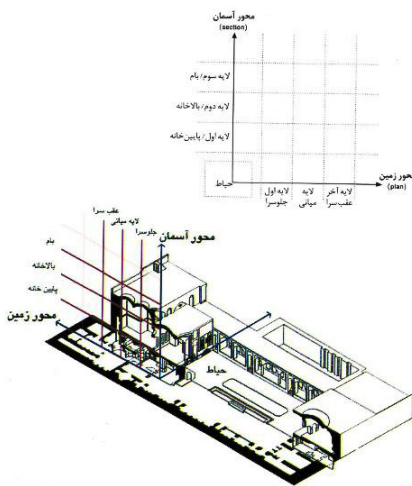 محور آسمان
(section)
لایه سوم/ بام
لایه دوم/ بالاخانه
لایه اول/ پایین‌خانه
حیاط
لایه اول
جلوسرا
لایه
میانی
لایه آخر
عقب سرا
محور زمین
(plan)
عقب سرا
لایه میانی
جلوسرا
محور آسمان
بام
بالاخانه
پایین خانه
محور زمین
حیاط